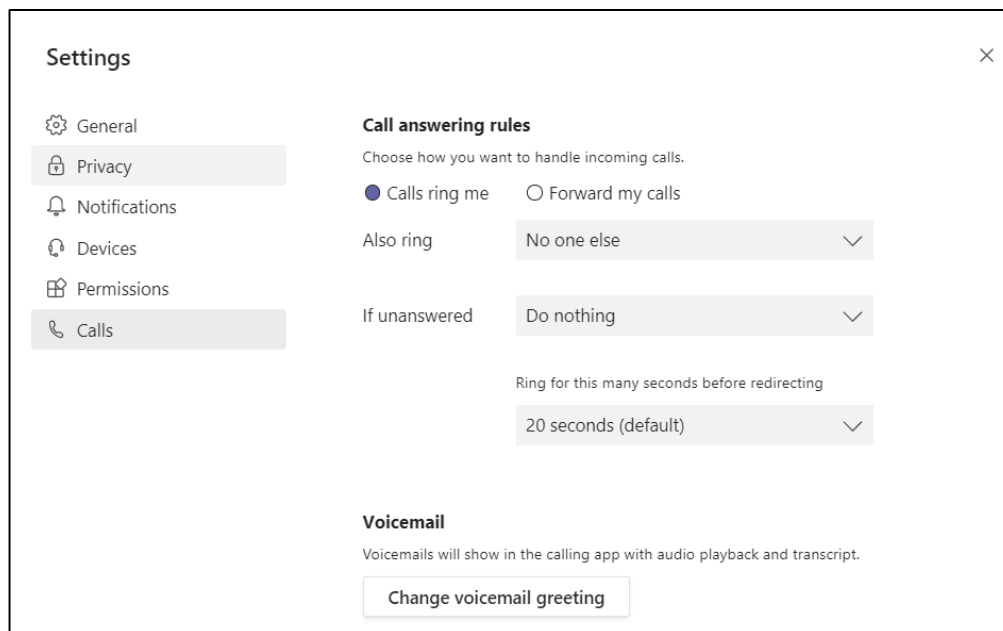 Settings
General
Privacy
Notifications
Devices
Permissions
Calls
Call answering rules
Choose how you want to handle incoming calls.
Calls ring me Forward my calls
Also ring No one else
If unanswered Do nothing
Ring for this many seconds before redirecting
20 seconds (default)
Voicemail
Voicemails will show in the calling app with audio playback and transcript.
Change voicemail greeting